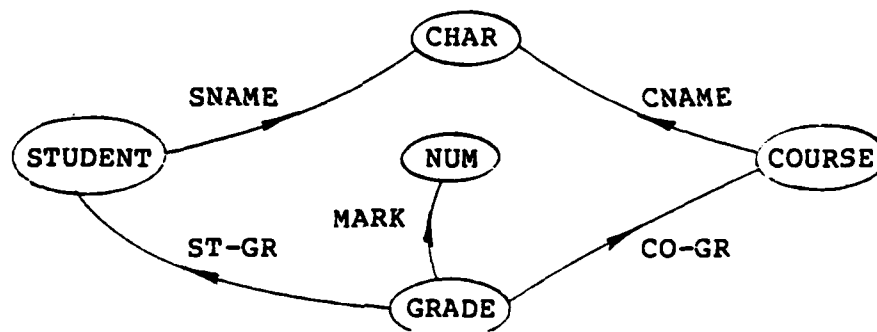 CHAR
SNAME CNAME
STUDENT NUM COURSE
MARK
ST-GR CO-GR
GRADE